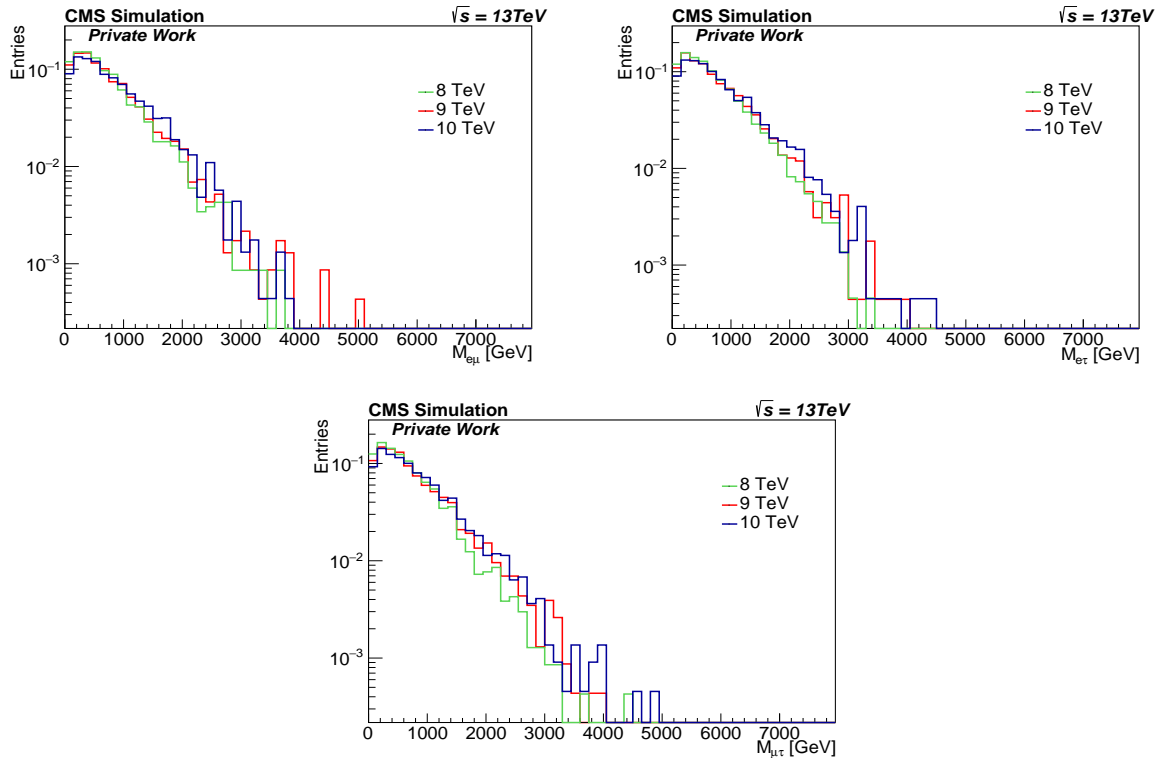 CMS Simulation √s = 13TeV
Private Work
Entries
10⁻¹
10⁻²
10⁻³
8 TeV
9 TeV
10 TeV
0 1000 2000 3000 4000 5000 6000 7000
M_eμ [GeV]
CMS Simulation √s = 13TeV
Private Work
Entries
10⁻¹
10⁻²
10⁻³
8 TeV
9 TeV
10 TeV
0 1000 2000 3000 4000 5000 6000 7000
M_eτ [GeV]
CMS Simulation √s = 13TeV
Private Work
Entries
10⁻¹
10⁻²
10⁻³
8 TeV
9 TeV
10 TeV
0 1000 2000 3000 4000 5000 6000 7000
M_μτ [GeV]